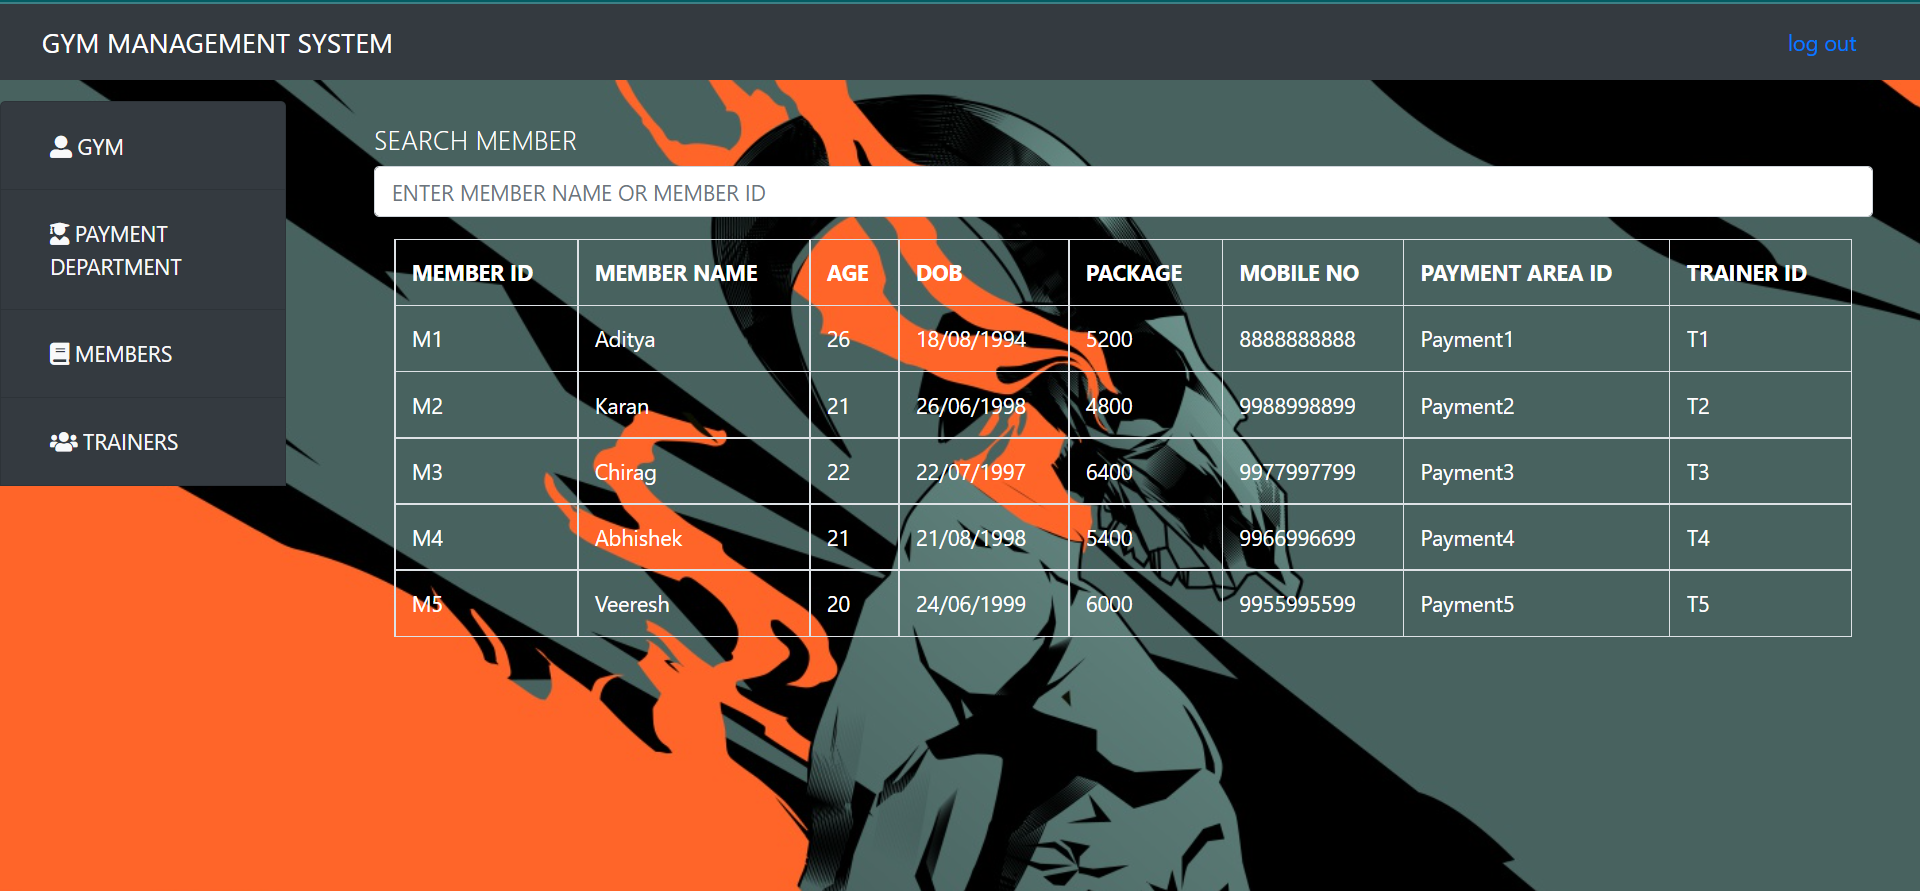 GYM MANAGEMENT SYSTEM
log out
GYM
PAYMENT
DEPARTMENT
MEMBERS
TRAINERS
SEARCH MEMBER
ENTER MEMBER NAME OR MEMBER ID
MEMBER ID MEMBER NAME AGE DOB PACKAGE MOBILE NO PAYMENT AREA ID TRAINER ID
M1 Aditya 26 18/08/1994 5200 8888888888 Payment1 T1
M2 Karan 21 26/06/1998 4800 9988998899 Payment2 T2
M3 Chirag 22 22/07/1997 6400 9977997799 Payment3 T3
M4 Abhishek 21 21/08/1998 5400 9966996699 Payment4 T4
M5 Veeresh 20 24/06/1999 6000 9955995599 Payment5 T5